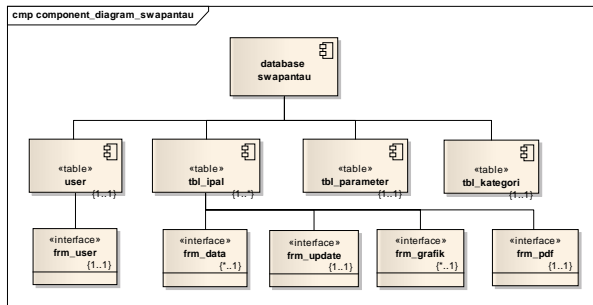 cmp component_diagram_swapantau
database
swapantau
«table»
user
{1..1}
«table»
tbl_ipal
{1..*}
«table»
tbl_parameter
{1..1}
«table»
tbl_kategori
{1..1}
«interface»
frm_user
{1..1}
«interface»
frm_data
{*..1}
«interface»
frm_update
{1..1}
«interface»
frm_grafik
{*..1}
«interface»
frm_pdf
{1..1}